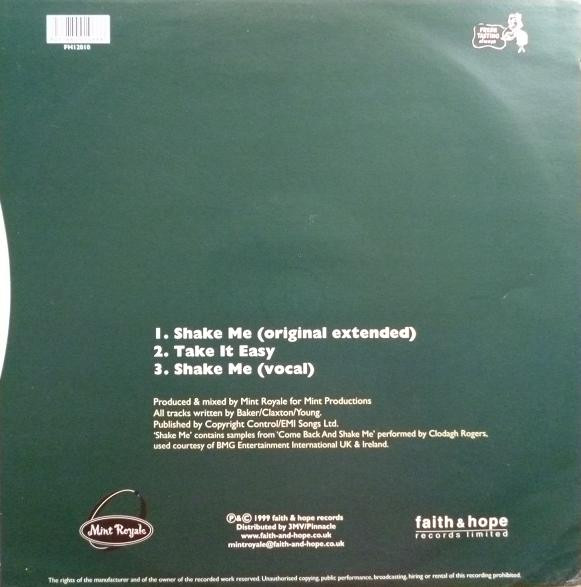 FH12010
FRESH
TASTING
always
1. Shake Me (original extended)
2. Take It Easy
3. Shake Me (vocal)
Produced & mixed by Mint Royale for Mint Productions
All tracks written by Baker/Claxton/Young.
Published by Copyright Control/EMI Songs Ltd.
'Shake Me' contains samples from 'Come Back And Shake Me' performed by Clodagh Rogers,
used courtesy of BMG Entertainment International UK & Ireland.
Mint Royale
℗&© 1999 faith & hope records
Distributed by 3MV/Pinnacle
www.faith-and-hope.co.uk
mintroyale@faith-and-hope.co.uk
faith & hope
records limited
The rights of the manufacturer and of the owner of the recorded work reserved. Unauthorised copying, public performance, broadcasting, hiring or rental of this recording prohibited.